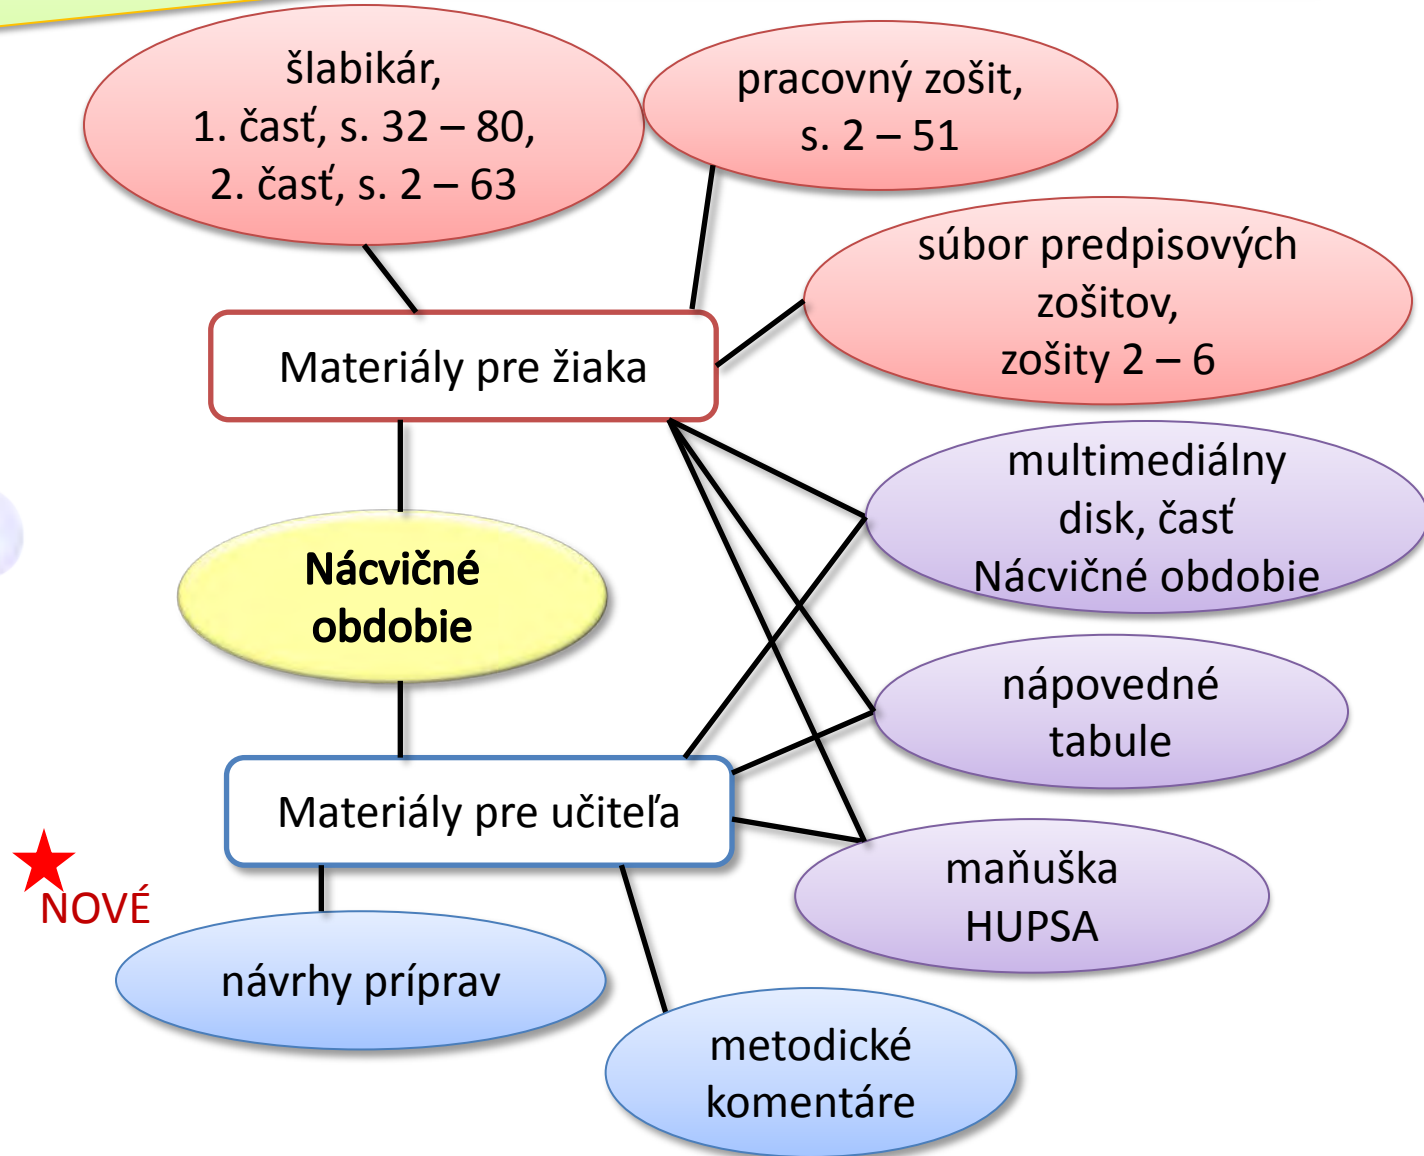 šlabikár,
1. časť, s. 32 – 80,
2. časť, s. 2 – 63
pracovný zošit,
s. 2 – 51
súbor predpisových
zošitov,
zošity 2 – 6
Materiály pre žiaka
multimediálny
disk, časť
Nácvičné obdobie
Nácvičné
obdobie
nápovedné
tabule
Materiály pre učiteľa
maňuška
HUPSA
NOVÉ
návrhy príprav
metodické
komentáre